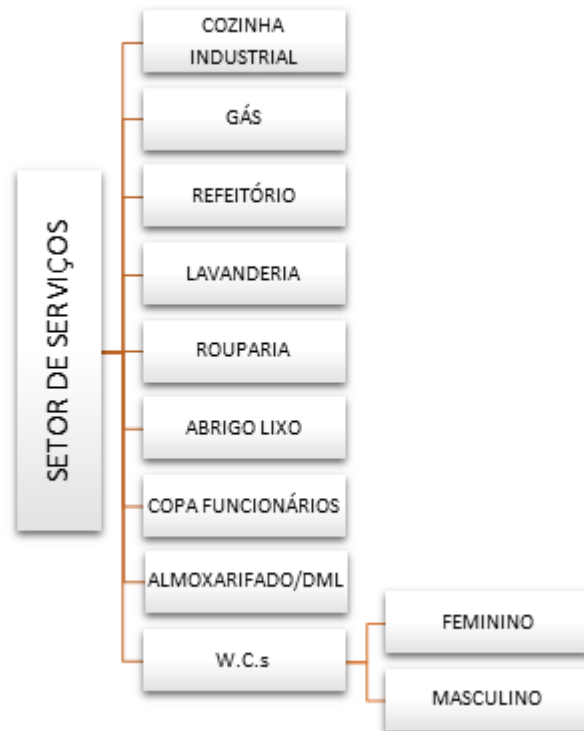 SETOR DE SERVIÇOS
COZINHA
INDUSTRIAL
GÁS
REFEITÓRIO
LAVANDERIA
ROUPARIA
ABRIGO LIXO
COPA FUNCIONÁRIOS
ALMOXARIFADO/DML
W.C.s
FEMININO
MASCULINO